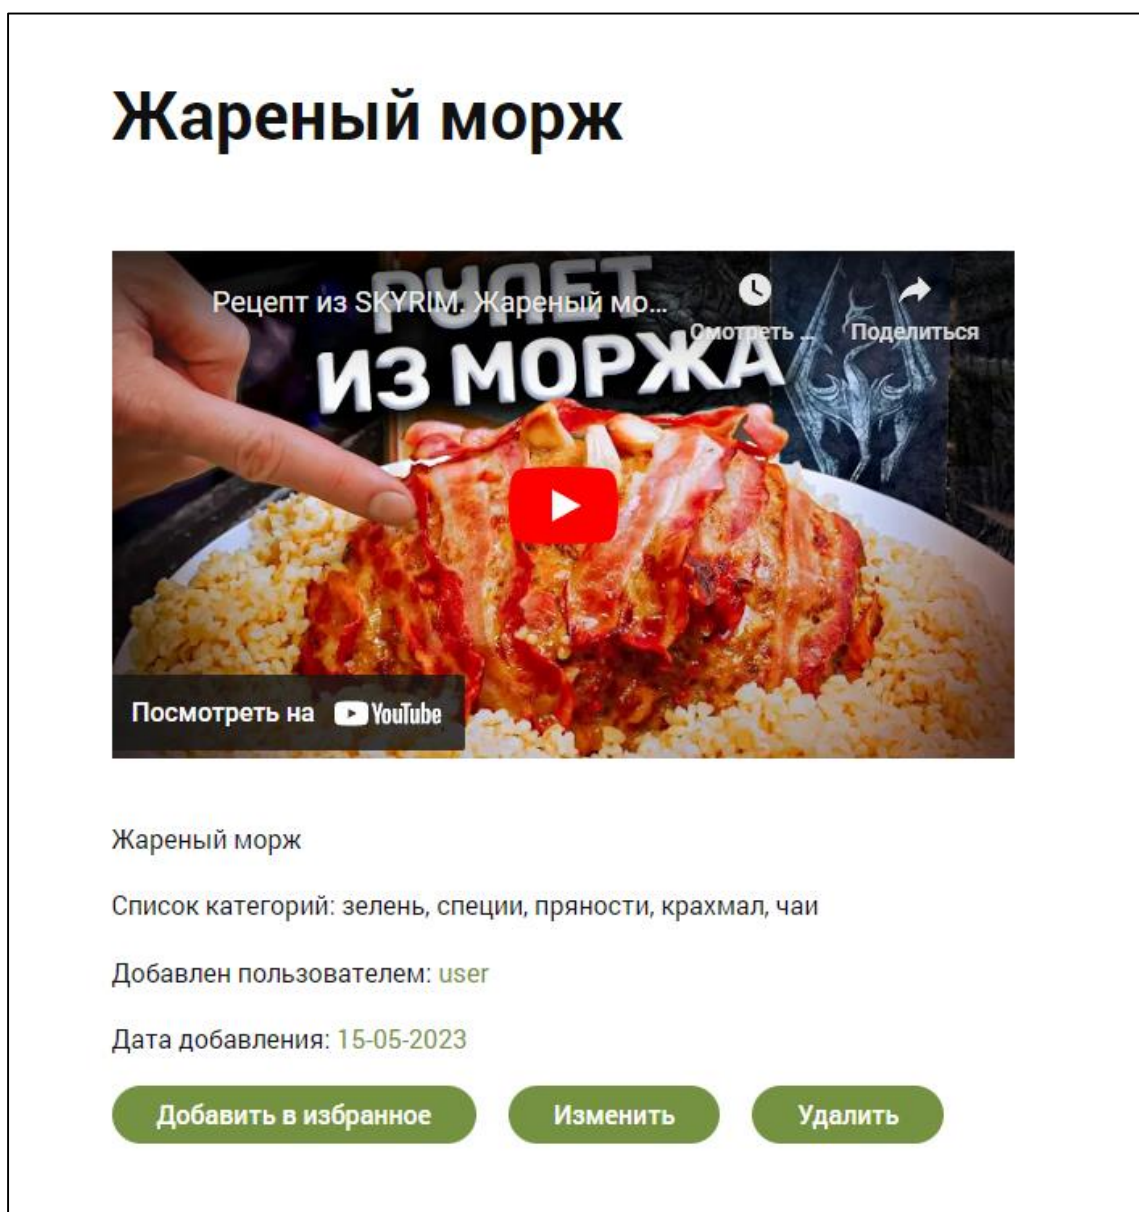 Жареный морж
РУЛЕТ
Рецепт из SKYRIM. Жареный мо...
Смотреть ...
Поделиться
ИЗ МОРЖА
Посмотреть на YouTube
Жареный морж
Список категорий: зелень, специи, пряности, крахмал, чаи
Добавлен пользователем: user
Дата добавления: 15-05-2023
Добавить в избранное
Изменить
Удалить